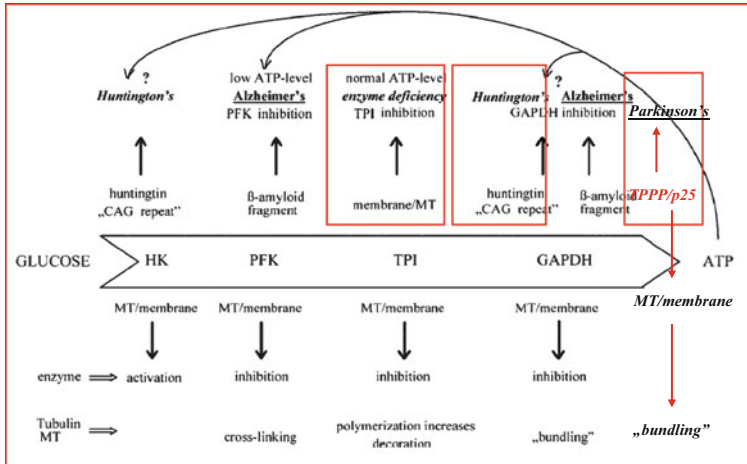 ?
Huntington's
low ATP-level
Alzheimer's
PFK inhibition
normal ATP-level
enzyme deficiency
TPI inhibition
?
Huntington's Alzheimer's
GAPDH inhibition
Parkinson's
huntingtin
„CAG repeat”
ß-amyloid
fragment
membrane/MT
huntingtin
„CAG repeat”
ß-amyloid
fragment
TPPP/p25
GLUCOSE HK PFK TPI GAPDH ATP
MT/membrane MT/membrane MT/membrane MT/membrane MT/membrane
enzyme activation inhibition inhibition inhibition
Tubulin
MT
cross-linking
polymerization increases
decoration
„bundling”
„bundling”